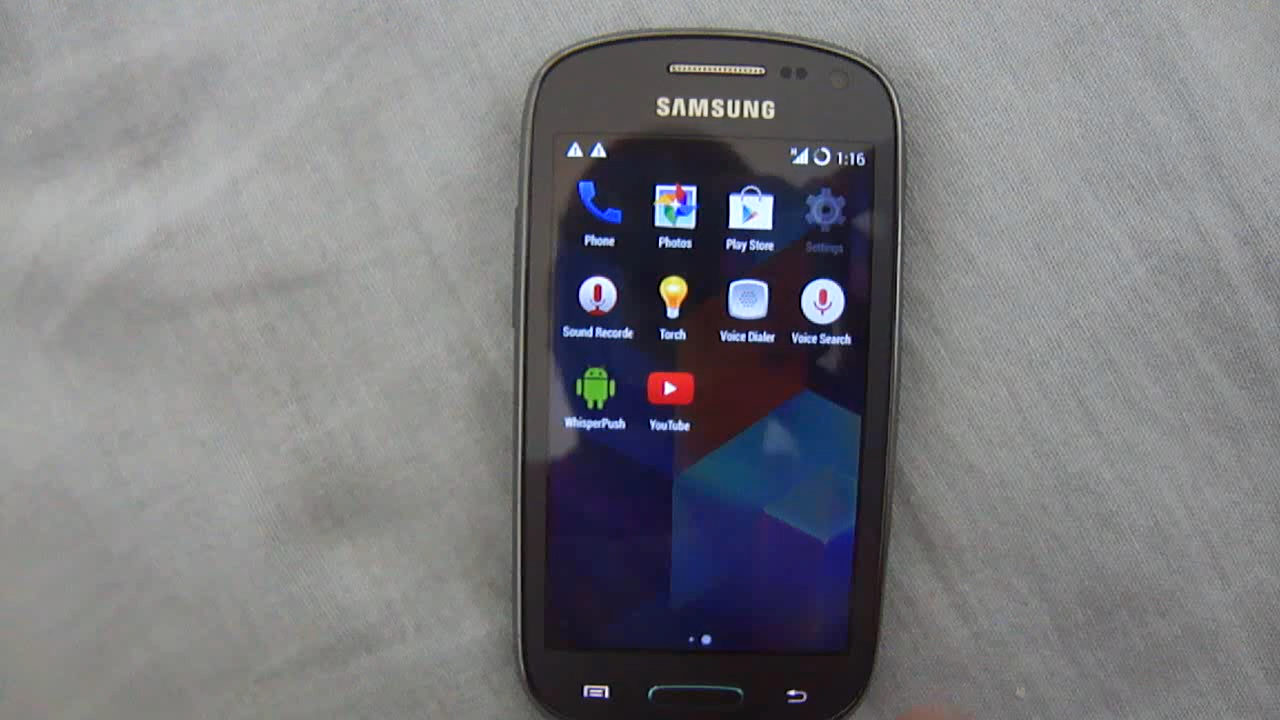 SAMSUNG
H 1:16
Phone Photos Play Store Settings
Sound Recorde Torch Voice Dialer Voice Search
WhisperPush YouTube